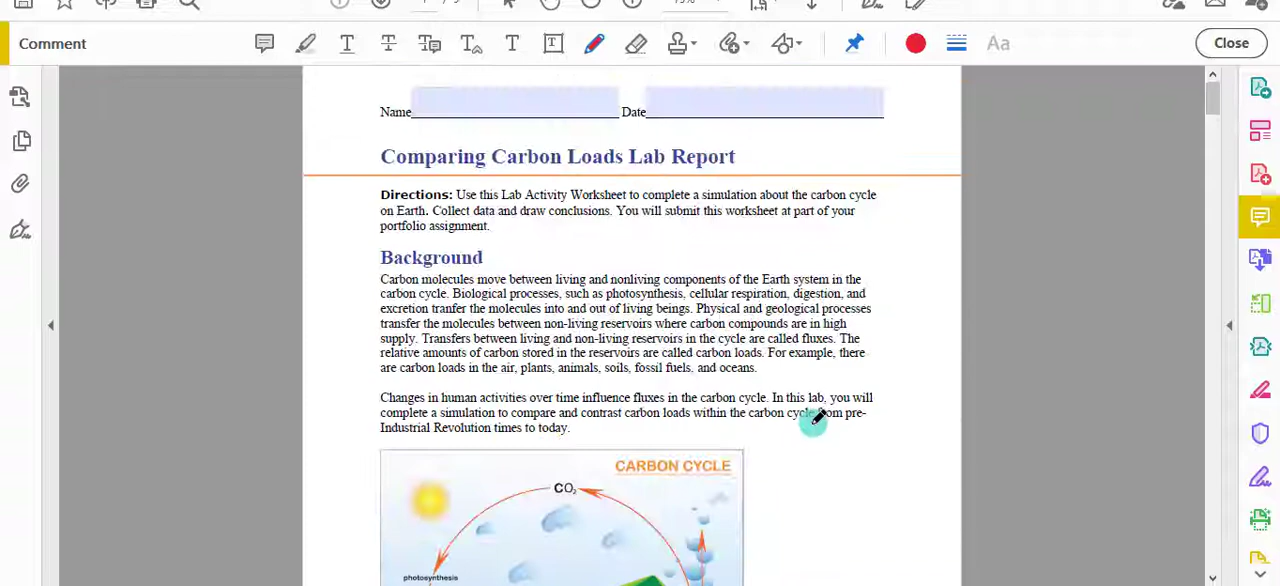 Comment
Aa
Close
Name Date
Comparing Carbon Loads Lab Report
Directions: Use this Lab Activity Worksheet to complete a simulation about the carbon cycle
on Earth. Collect data and draw conclusions. You will submit this worksheet at part of your
portfolio assignment.
Background
Carbon molecules move between living and nonliving components of the Earth system in the
carbon cycle. Biological processes, such as photosynthesis, cellular respiration, digestion, and
excretion tranfer the molecules into and out of living beings. Physical and geological processes
transfer the molecules between non-living reservoirs where carbon compounds are in high
supply. Transfers between living and non-living reservoirs in the cycle are called fluxes. The
relative amounts of carbon stored in the reservoirs are called carbon loads. For example, there
are carbon loads in the air, plants, animals, soils, fossil fuels, and oceans.
Changes in human activities over time influence fluxes in the carbon cycle. In this lab, you will
complete a simulation to compare and contrast carbon loads within the carbon cycle from pre-
Industrial Revolution times to today.
CARBON CYCLE
CO₂
photosynthesis